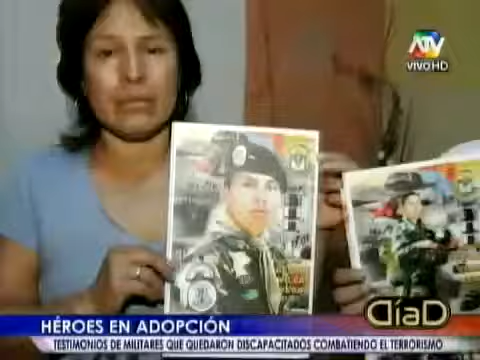 ATV
VIVO HD
DíaD
HÉROES EN ADOPCIÓN
TESTIMONIOS DE MILITARES QUE QUEDARON DISCAPACITADOS COMBATIENDO EL TERRORISMO